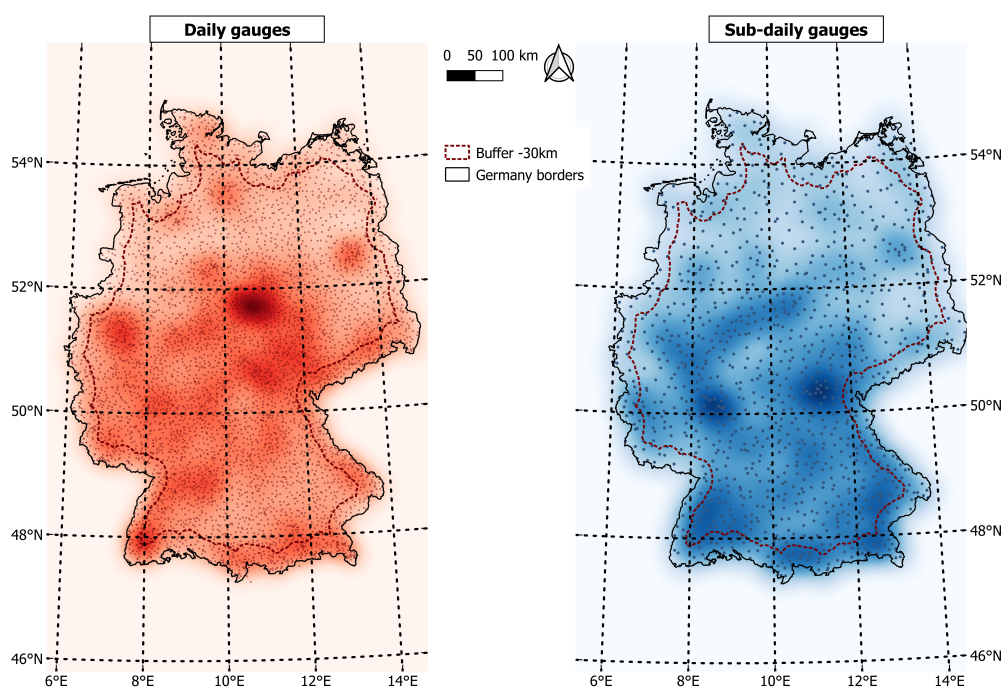 Daily gauges
Sub-daily gauges
0 50 100 km
Buffer -30km
Germany borders
54°N
52°N
50°N
48°N
46°N
54°N
52°N
50°N
48°N
46°N
6°E 8°E 10°E 12°E 14°E
6°E 8°E 10°E 12°E 14°E